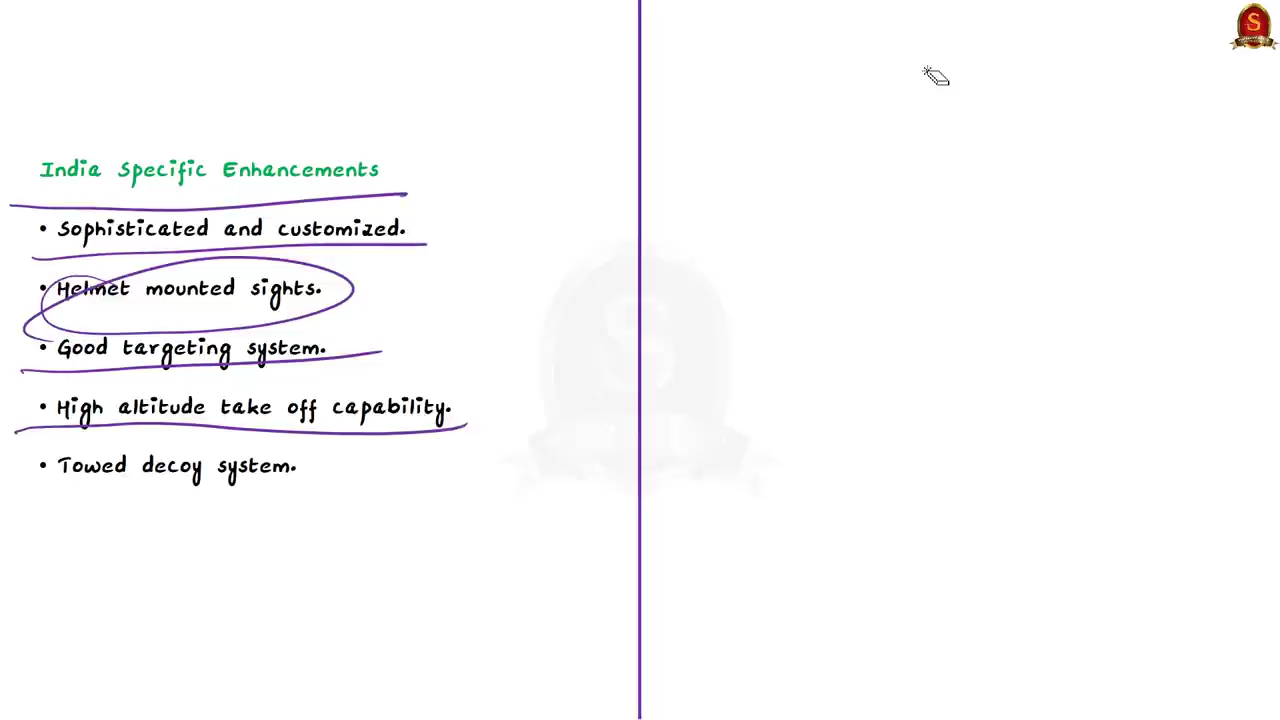 S
India Specific Enhancements
• Sophisticated and customized.
• Helmet mounted sights.
• Good targeting system.
• High altitude take off capability.
• Towed decoy system.